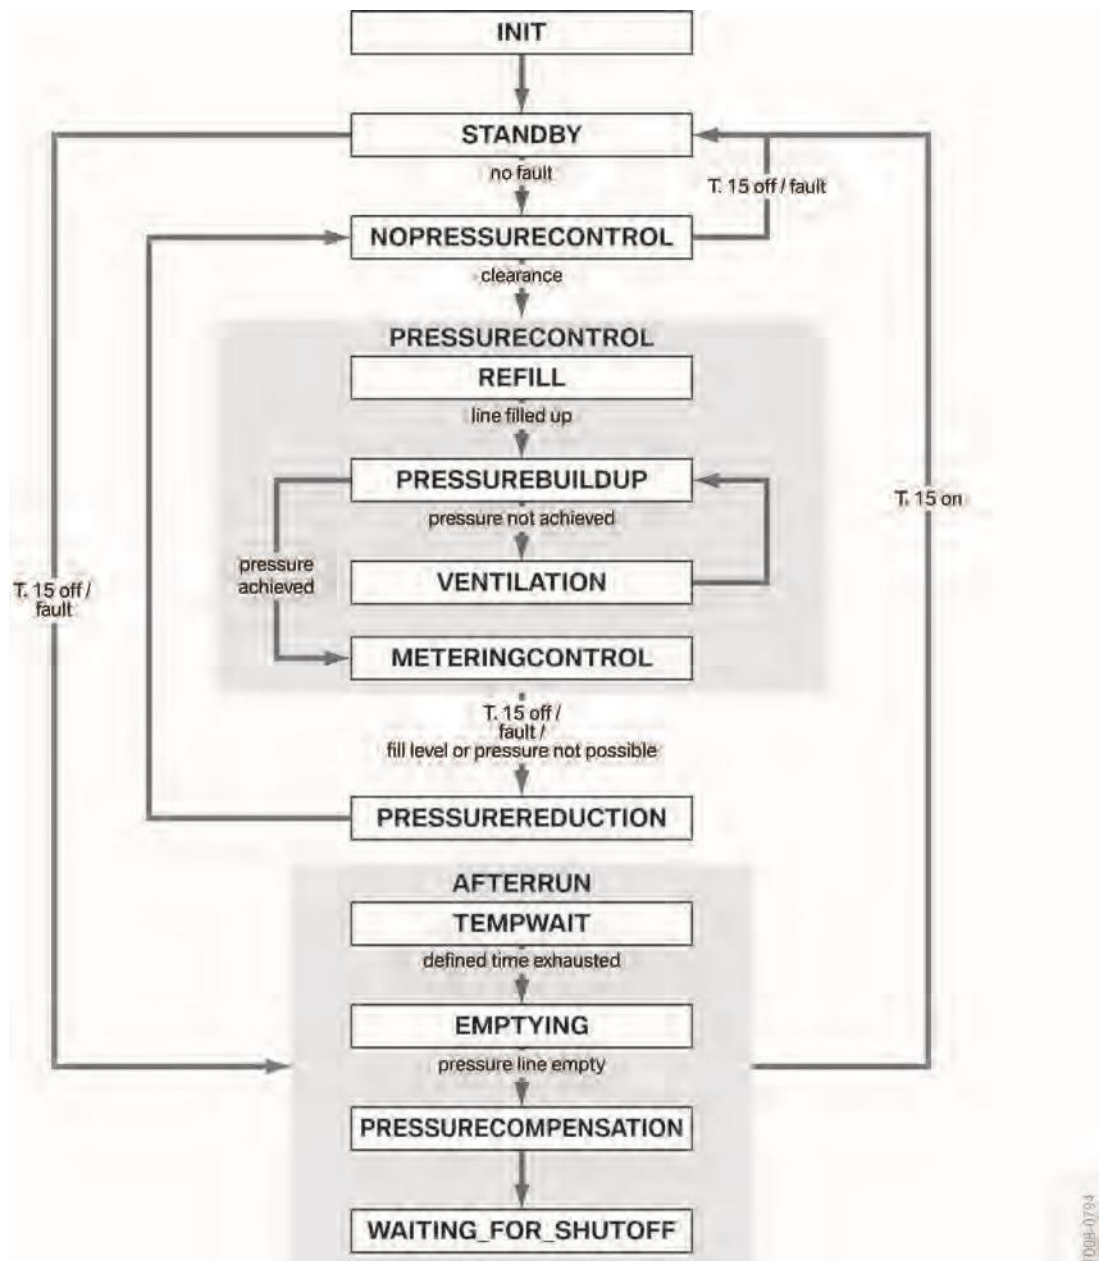 INIT
STANDBY
no fault
T. 15 off / fault
NOPRESSURECONTROL
clearance
PRESSURECONTROL
REFILL
line filled up
PRESSUREBUILDUP
T. 15 on
pressure not achieved
pressure
achieved
VENTILATION
T. 15 off /
fault
METERINGCONTROL
T. 15 off /
fault /
fill level or pressure not possible
PRESSUREREDUCTION
AFTERRUN
TEMPWAIT
defined time exhausted
EMPTYING
pressure line empty
PRESSURECOMPENSATION
WAITING_FOR_SHUTOFF
TD08-0794